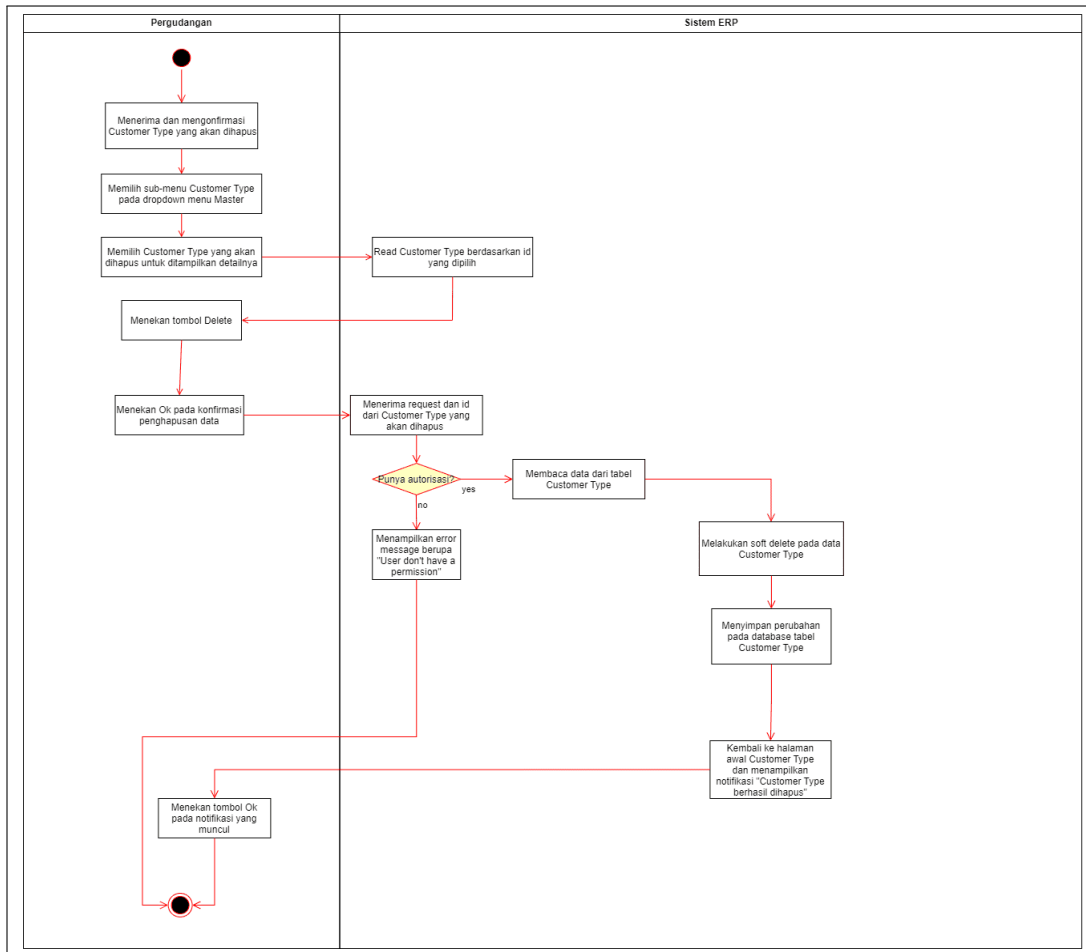 Pergudangan
Sistem ERP
Menerima dan mengonfirmasi
Customer Type yang akan dihapus
Memilih sub-menu Customer Type
pada dropdown menu Master
Memilih Customer Type yang akan
dihapus untuk ditampilkan detailnya
Read Customer Type berdasarkan id
yang dipilih
Menekan tombol Delete
Menekan Ok pada konfirmasi
penghapusan data
Menerima request dan id
dari Customer Type yang
akan dihapus
Punya autorisasi?
yes
no
Membaca data dari tabel
Customer Type
Menampilkan error
message berupa
"User don't have a
permission"
Melakukan soft delete pada data
Customer Type
Menyimpan perubahan
pada database tabel
Customer Type
Kembali ke halaman
awal Customer Type
dan menampilkan
notifikasi "Customer Type
berhasil dihapus"
Menekan tombol Ok
pada notifikasi yang
muncul